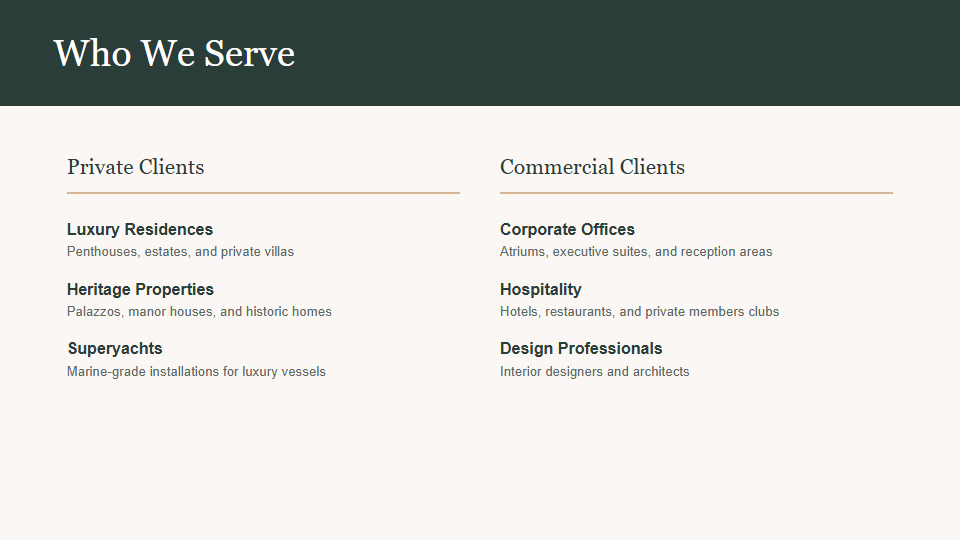 Who We Serve
Private Clients
Luxury Residences
Penthouses, estates, and private villas
Heritage Properties
Palazzos, manor houses, and historic homes
Superyachts
Marine-grade installations for luxury vessels
Commercial Clients
Corporate Offices
Atriums, executive suites, and reception areas
Hospitality
Hotels, restaurants, and private members clubs
Design Professionals
Interior designers and architects